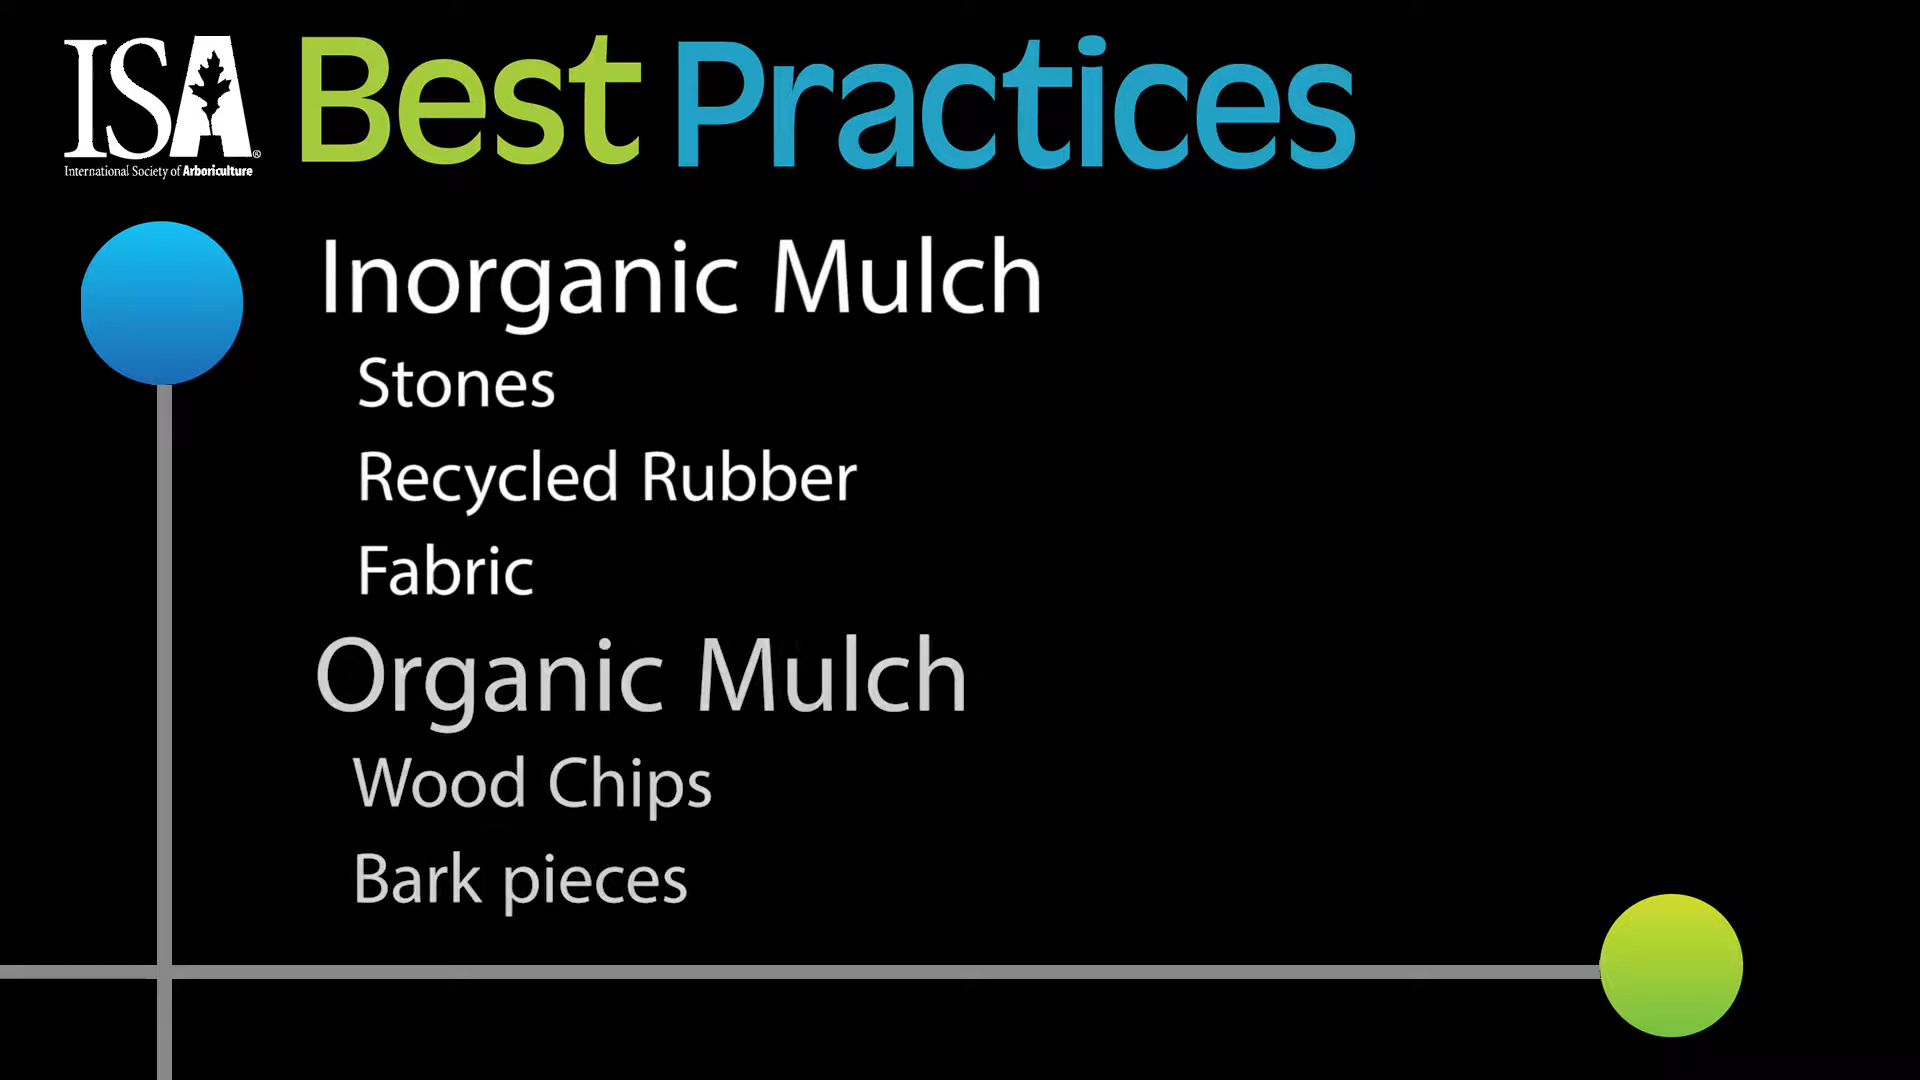 ISA®
International Society of Arboriculture
Best Practices
Inorganic Mulch
Stones
Recycled Rubber
Fabric
Organic Mulch
Wood Chips
Bark pieces